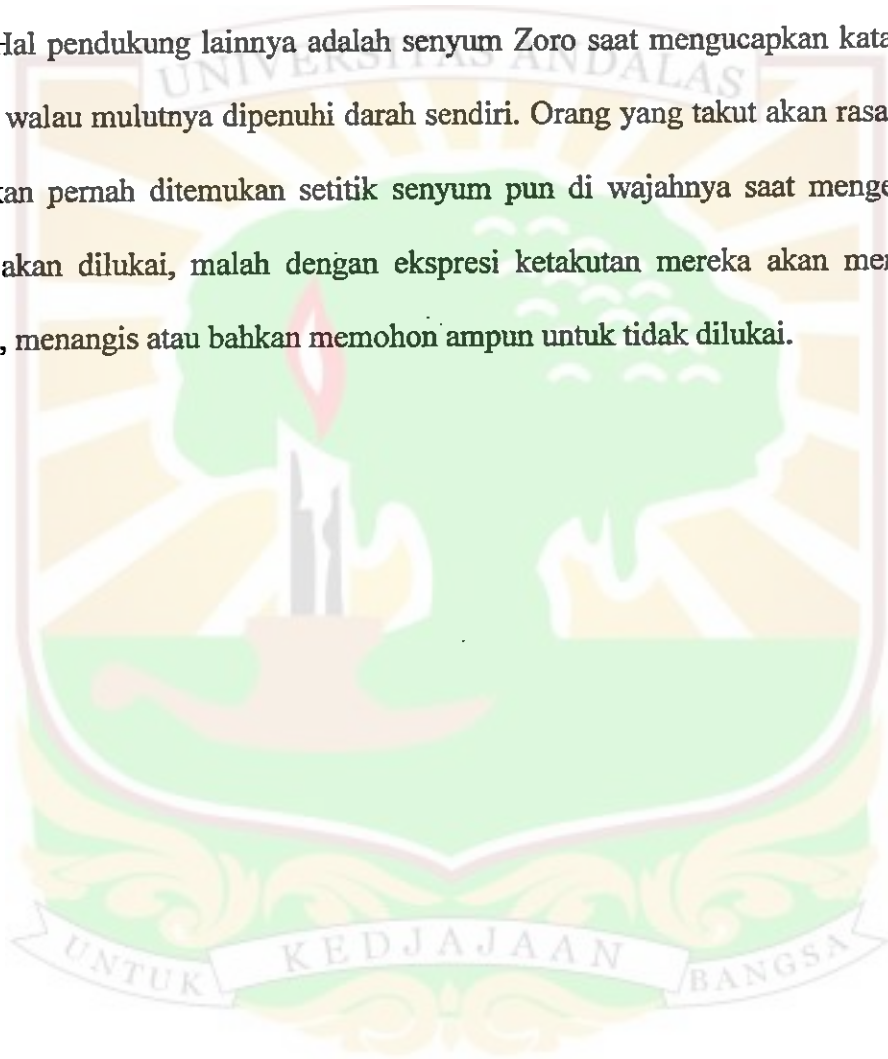 Hal pendukung lainnya adalah senyum Zoro saat mengucapkan kata
walau mulutnya dipenuhi darah sendiri. Orang yang takut akan rasa
pernah ditemukan setitik senyum pun di wajahnya saat
akan dilukai, malah dengan ekspresi ketakutan mereka akan
, menangis atau bahkan memohon ampun untuk tidak dilukai.
UNIVERSITAS ANDALAS
UNTUK KEDJAJAAN BANGSA